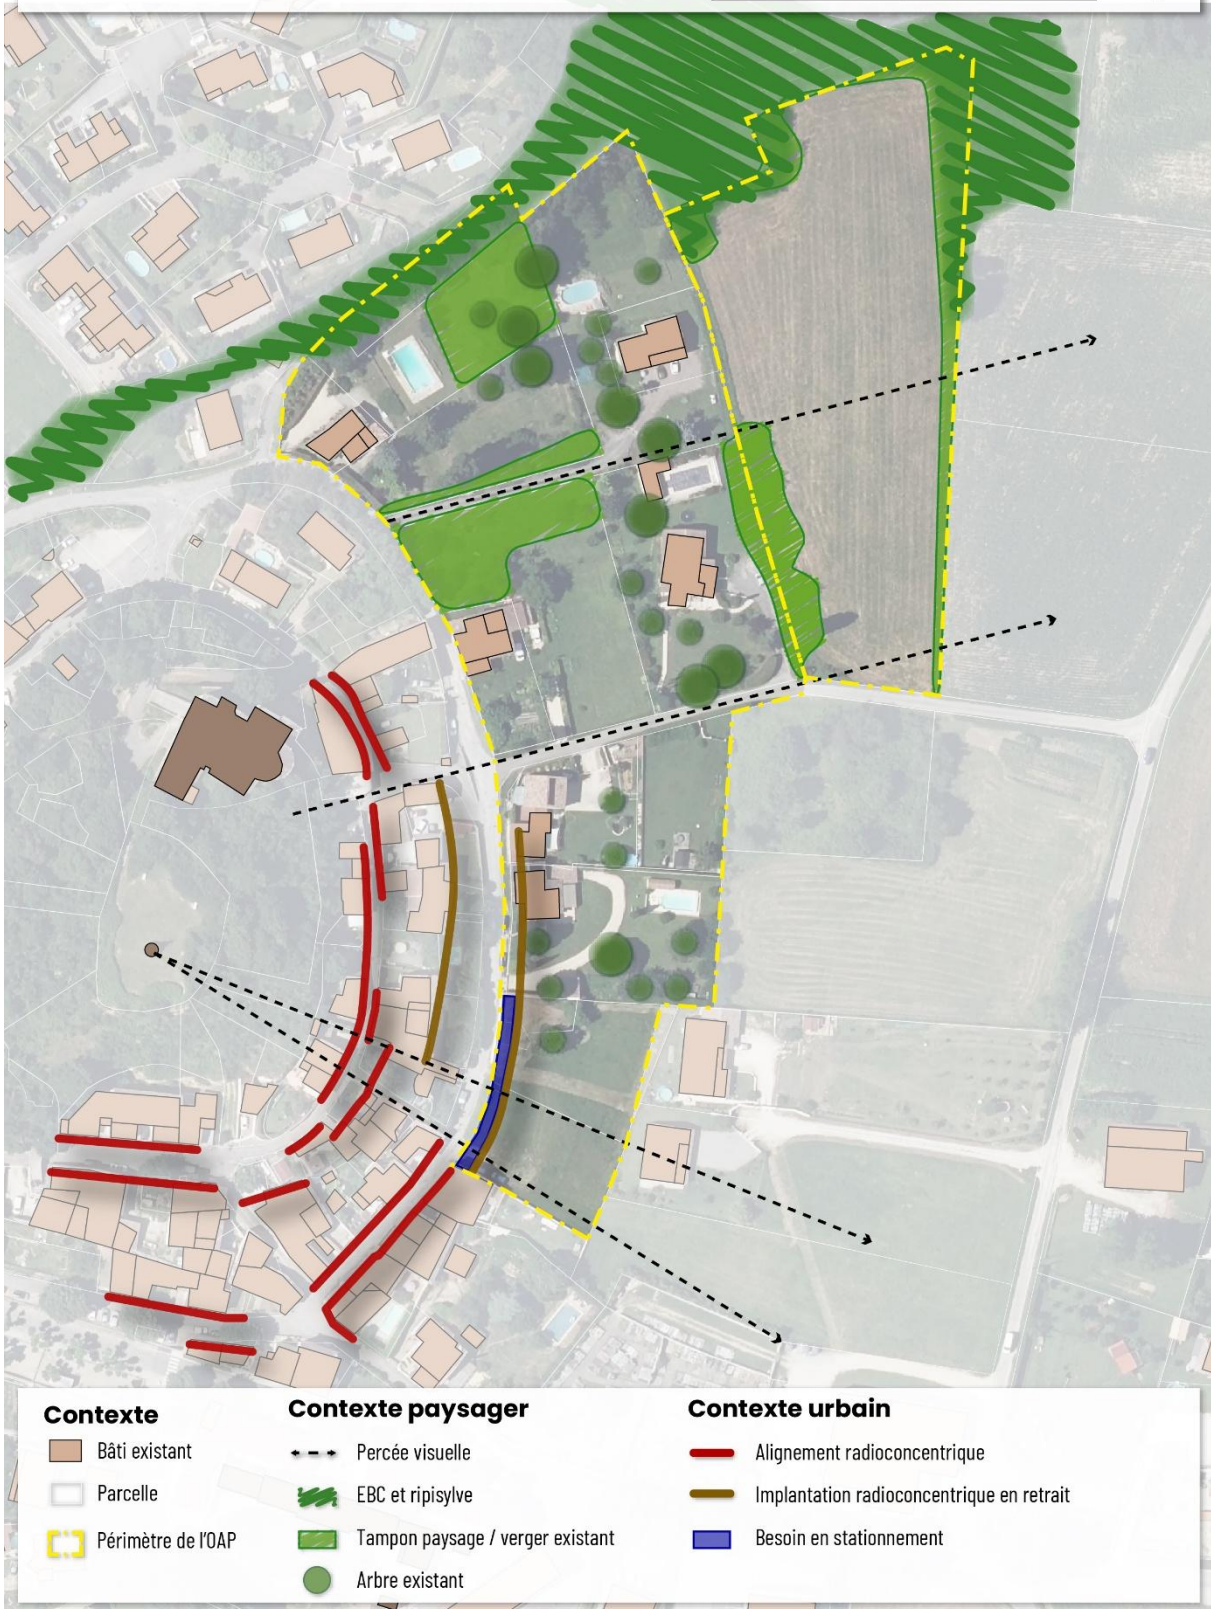 Contexte
Bâti existant
Parcelle
Périmètre de l'OAP
Contexte paysager
Percée visuelle
EBC et ripisylve
Tampon paysage / verger existant
Arbre existant
Contexte urbain
Alignement radioconcentrique
Implantation radioconcentrique en retrait
Besoin en stationnement